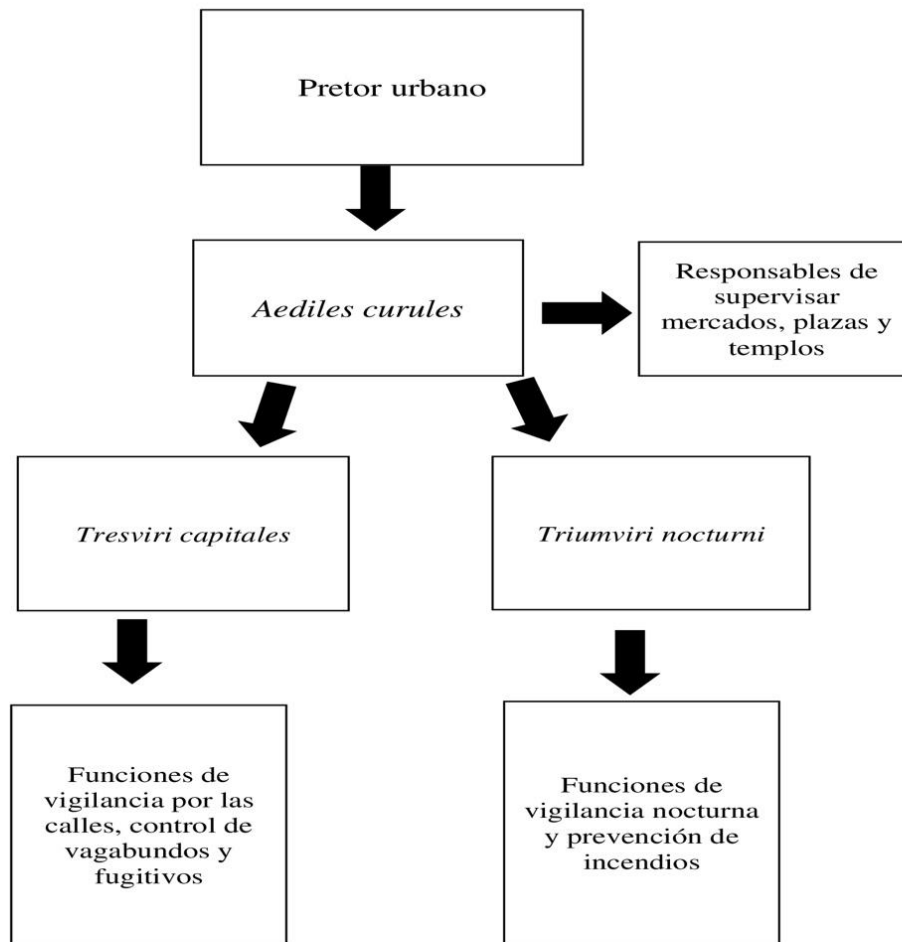 Pretor urbano
Aediles curules
Responsables de
supervisar
mercados, plazas y
templos
Tresviri capitales
Triumviri nocturni
Funciones de
vigilancia por las
calles, control de
vagabundos y
fugitivos
Funciones de
vigilancia nocturna
y prevención de
incendios